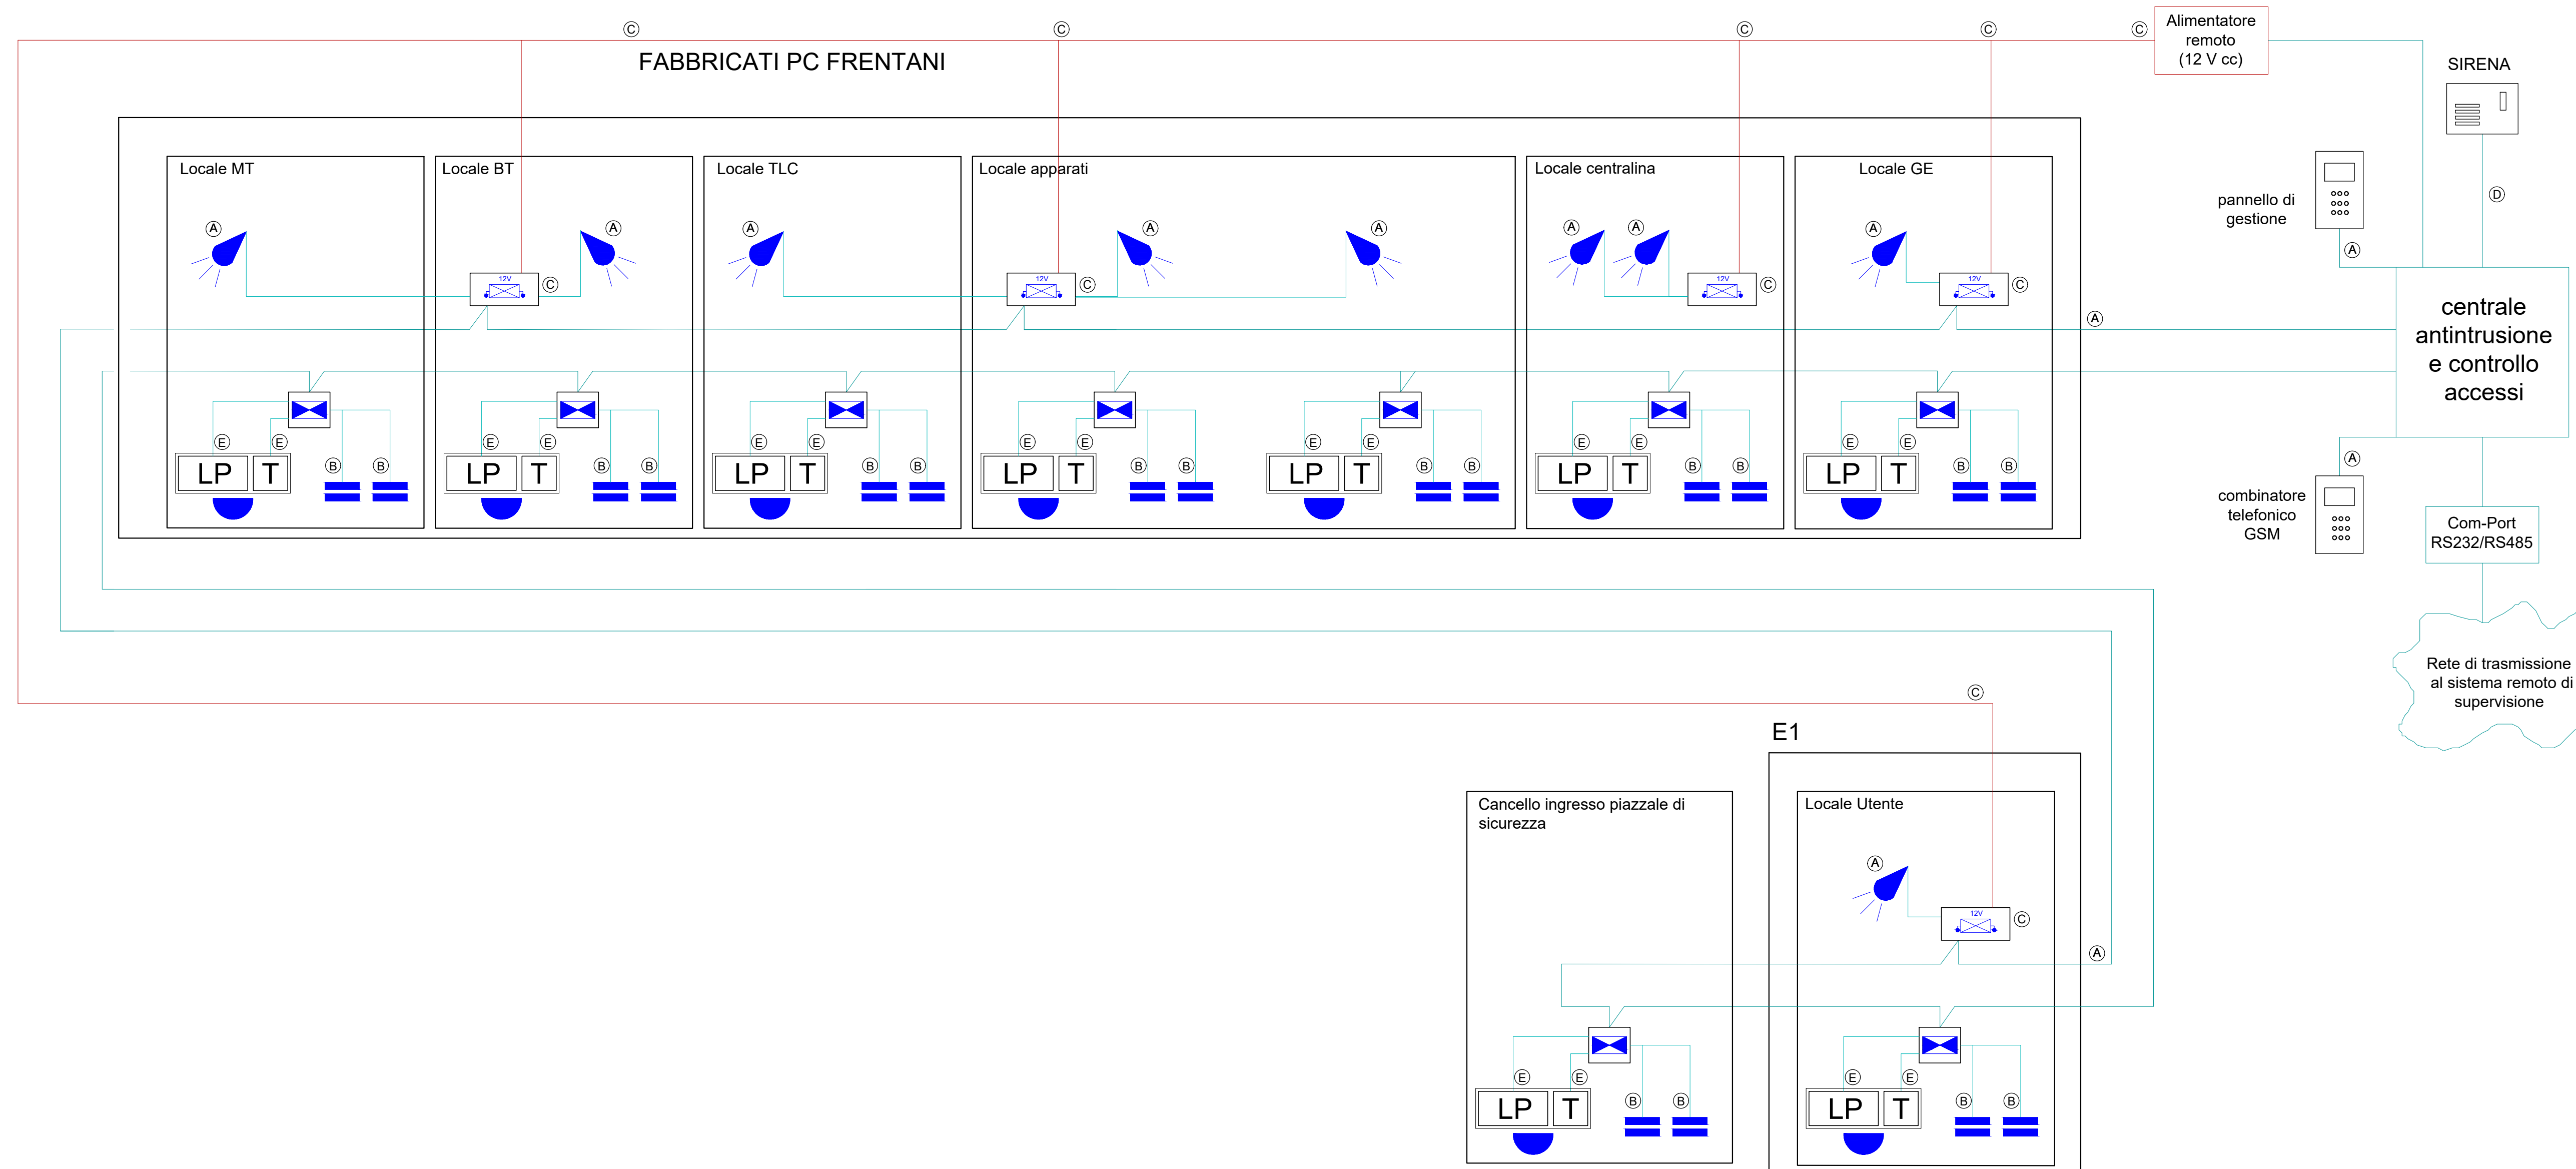 C
C
C
C
C
Alimentatore
remoto
(12 V cc)
FABBRICATI PC FRENTANI
SIRENA
D
pannello di
gestione
A
Locale MT
Locale BT
Locale TLC
Locale apparati
Locale centralina
Locale GE
A
A
A
A
A
A
A
A
12V
C
12V
C
12V
C
12V
C
A
centrale
antintrusione
e controllo
accessi
E E B B
LP T
E E B B
LP T
E E B B
LP T
E E B B
LP T
E E B B
LP T
E E B B
LP T
E E B B
LP T
A
combinatore
telefonico
GSM
Com-Port
RS232/RS485
Rete di trasmissione
al sistema remoto di
supervisione
C
E1
Cancello ingresso piazzale di
sicurezza
Locale Utente
A
12V
C
A
E E B B
LP T
E E B B
LP T